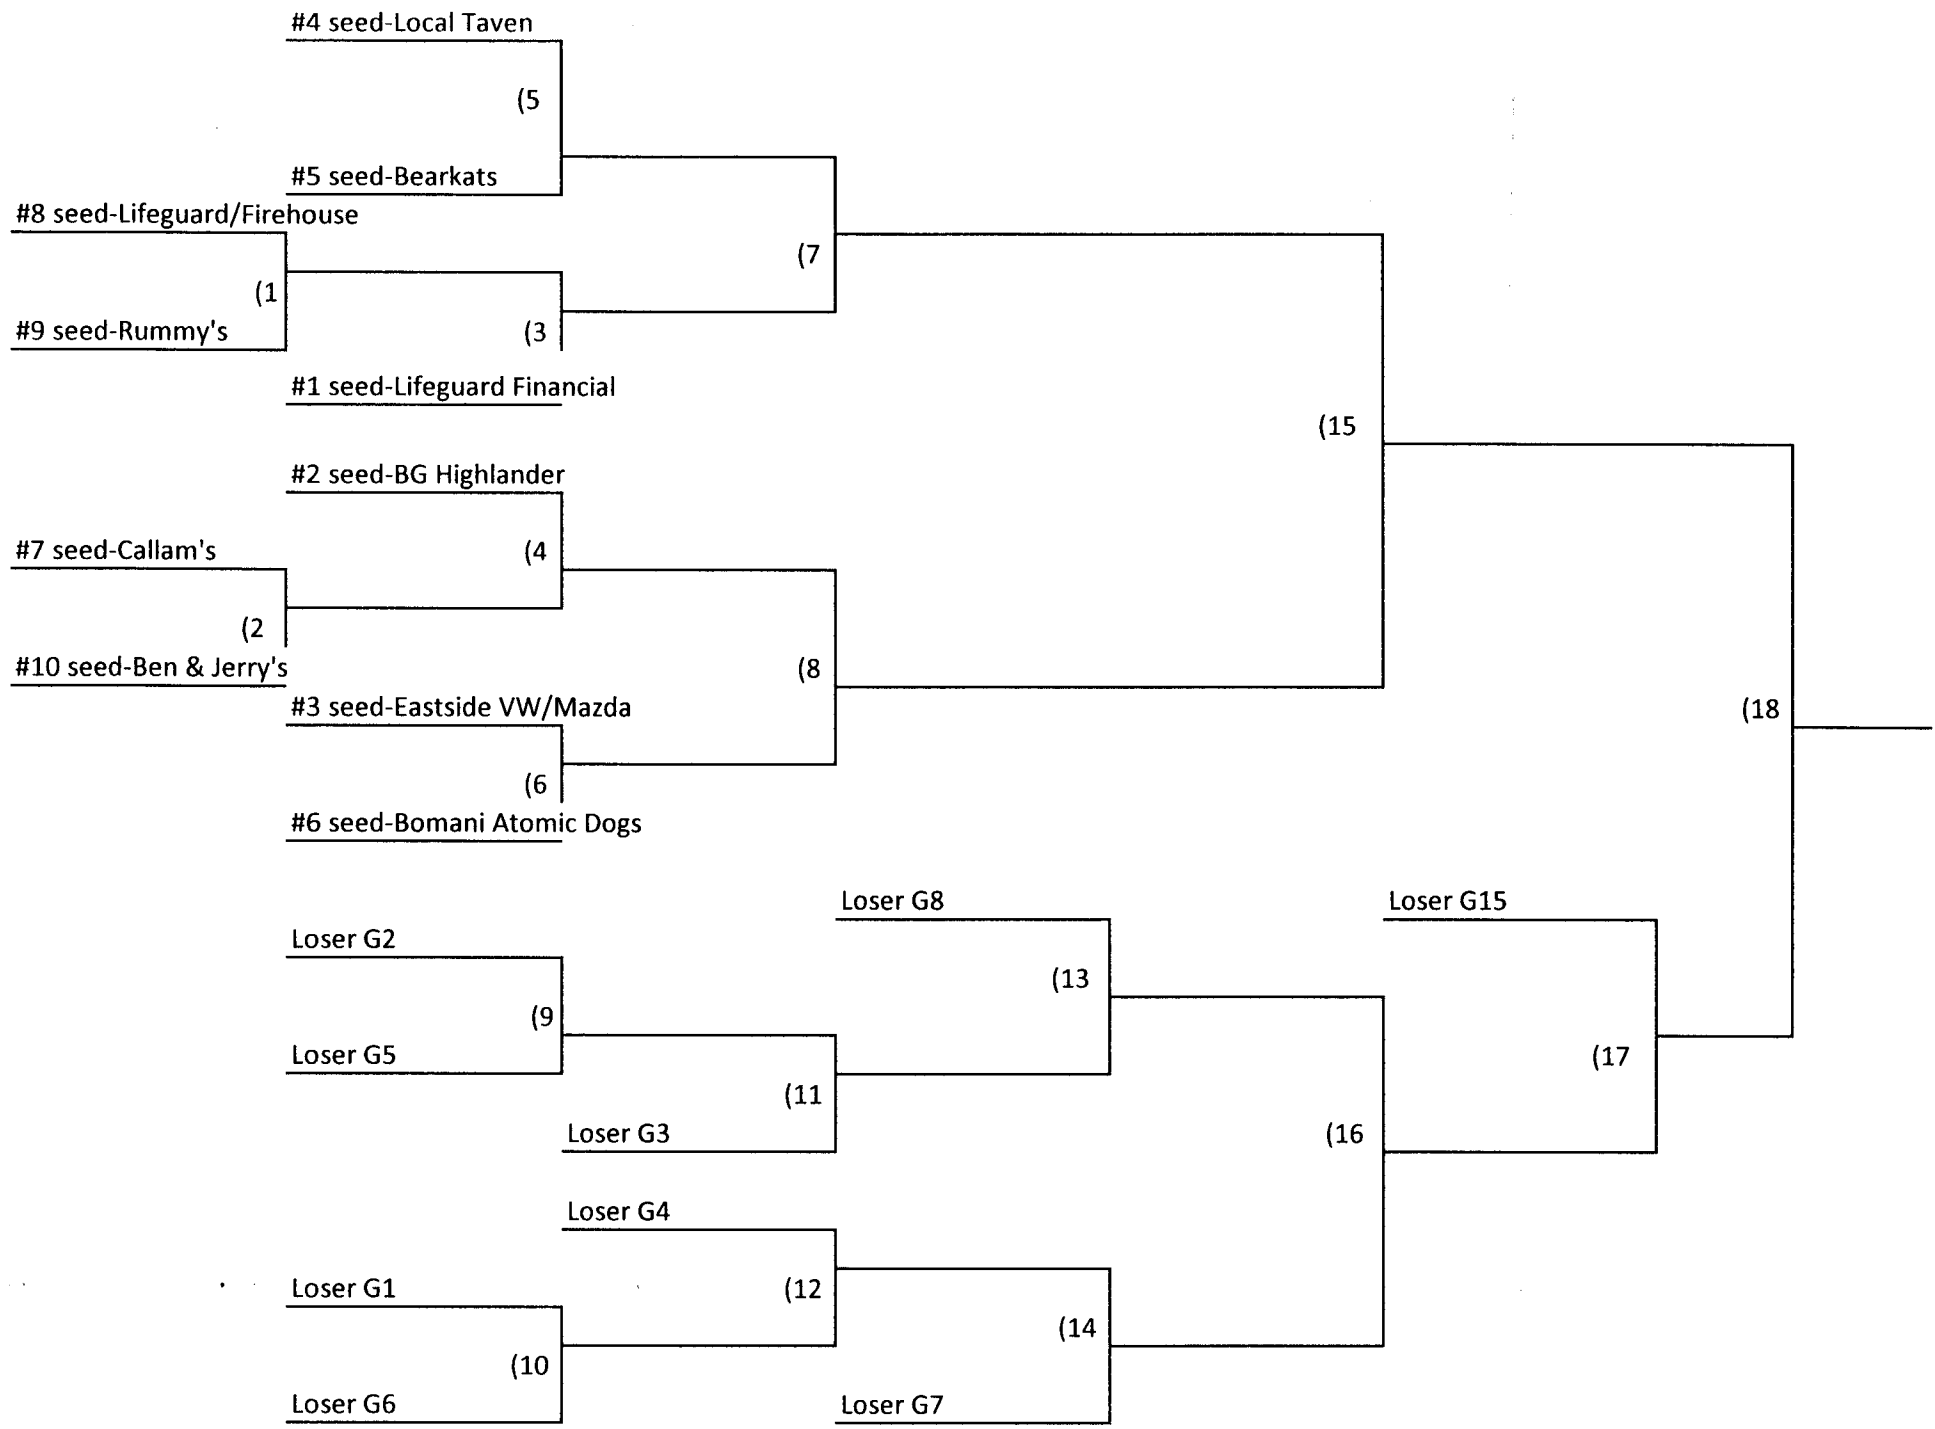 #4 seed-Local Taven
(5
#5 seed-Bearkats
#8 seed-Lifeguard/Firehouse
(7
(1
#9 seed-Rummy's
(3
#1 seed-Lifeguard Financial
(15
#2 seed-BG Highlander
#7 seed-Callam's
(4
(2
#10 seed-Ben & Jerry's
(8
#3 seed-Eastside VW/Mazda
(18
(6
#6 seed-Bomani Atomic Dogs
Loser G8
Loser G15
Loser G2
(13
(9
Loser G5
(17
(11
Loser G3
(16
Loser G4
Loser G1
(12
(14
(10
Loser G6
Loser G7